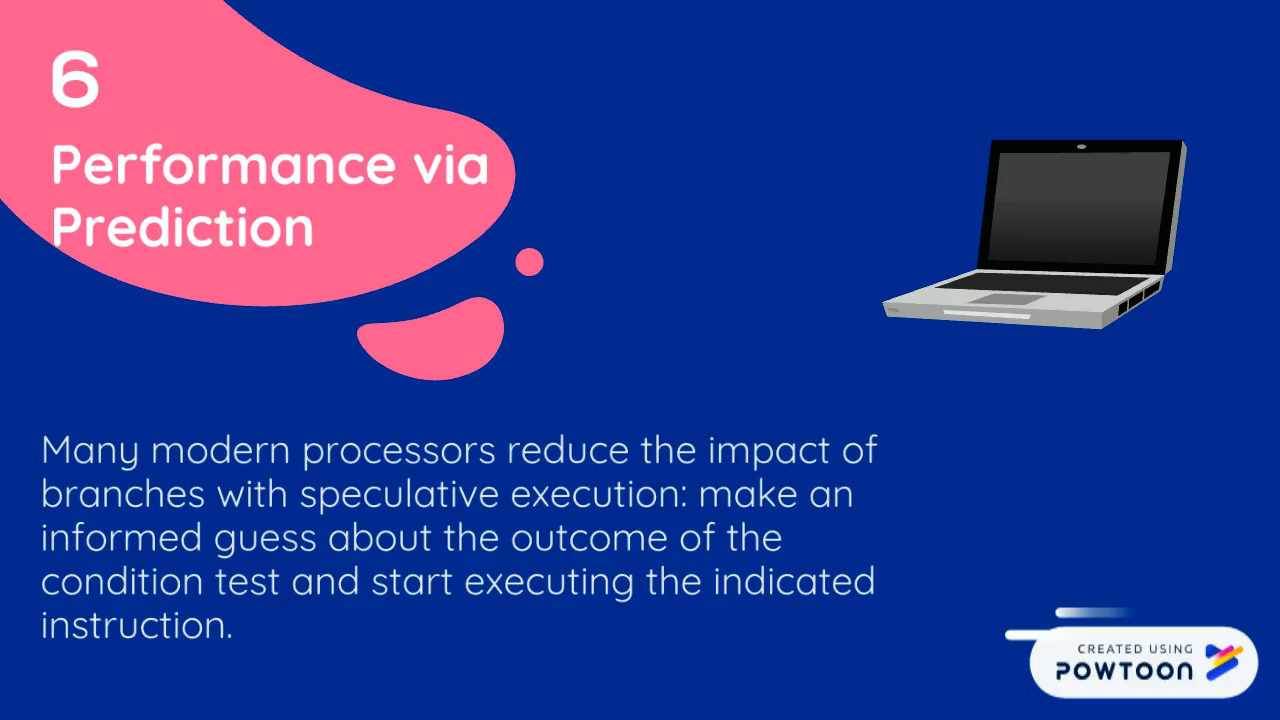 6
Performance via
Prediction
Many modern processors reduce the impact of
branches with speculative execution: make an
informed guess about the outcome of the
condition test and start executing the indicated
instruction.
CREATED USING
POWTOON